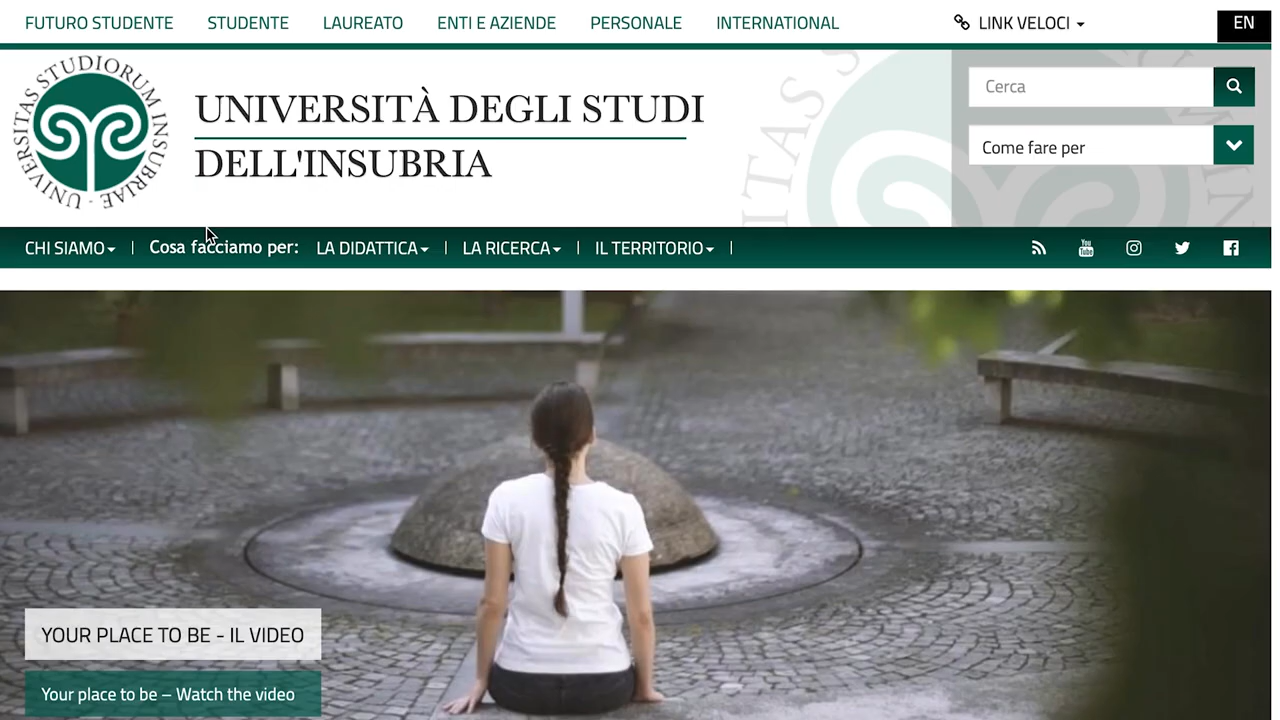 FUTURO STUDENTE STUDENTE LAUREATO ENTI E AZIENDE PERSONALE INTERNATIONAL LINK VELOCI EN
UNIVERSITAS STUDIORUM INSUBRIAE
UNIVERSITÀ DEGLI STUDI
DELL'INSUBRIA
Cerca
Come fare per
CHI SIAMO | Cosa facciamo per: LA DIDATTICA | LA RICERCA | IL TERRITORIO |
You Tube
YOUR PLACE TO BE - IL VIDEO
Your place to be – Watch the video